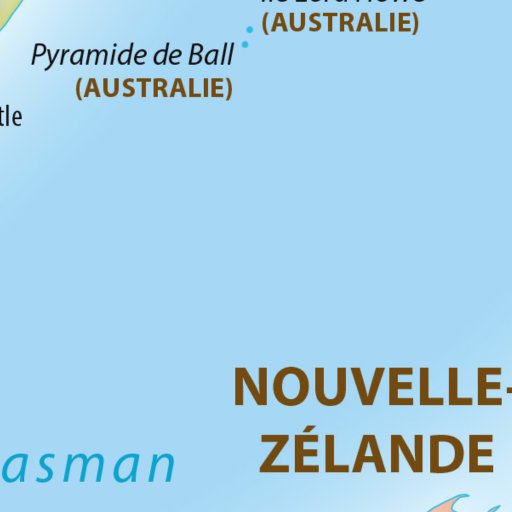 (AUSTRALIE)
Pyramide de Ball
(AUSTRALIE)
tle
NOUVELLE-
ZÉLANDE
asman